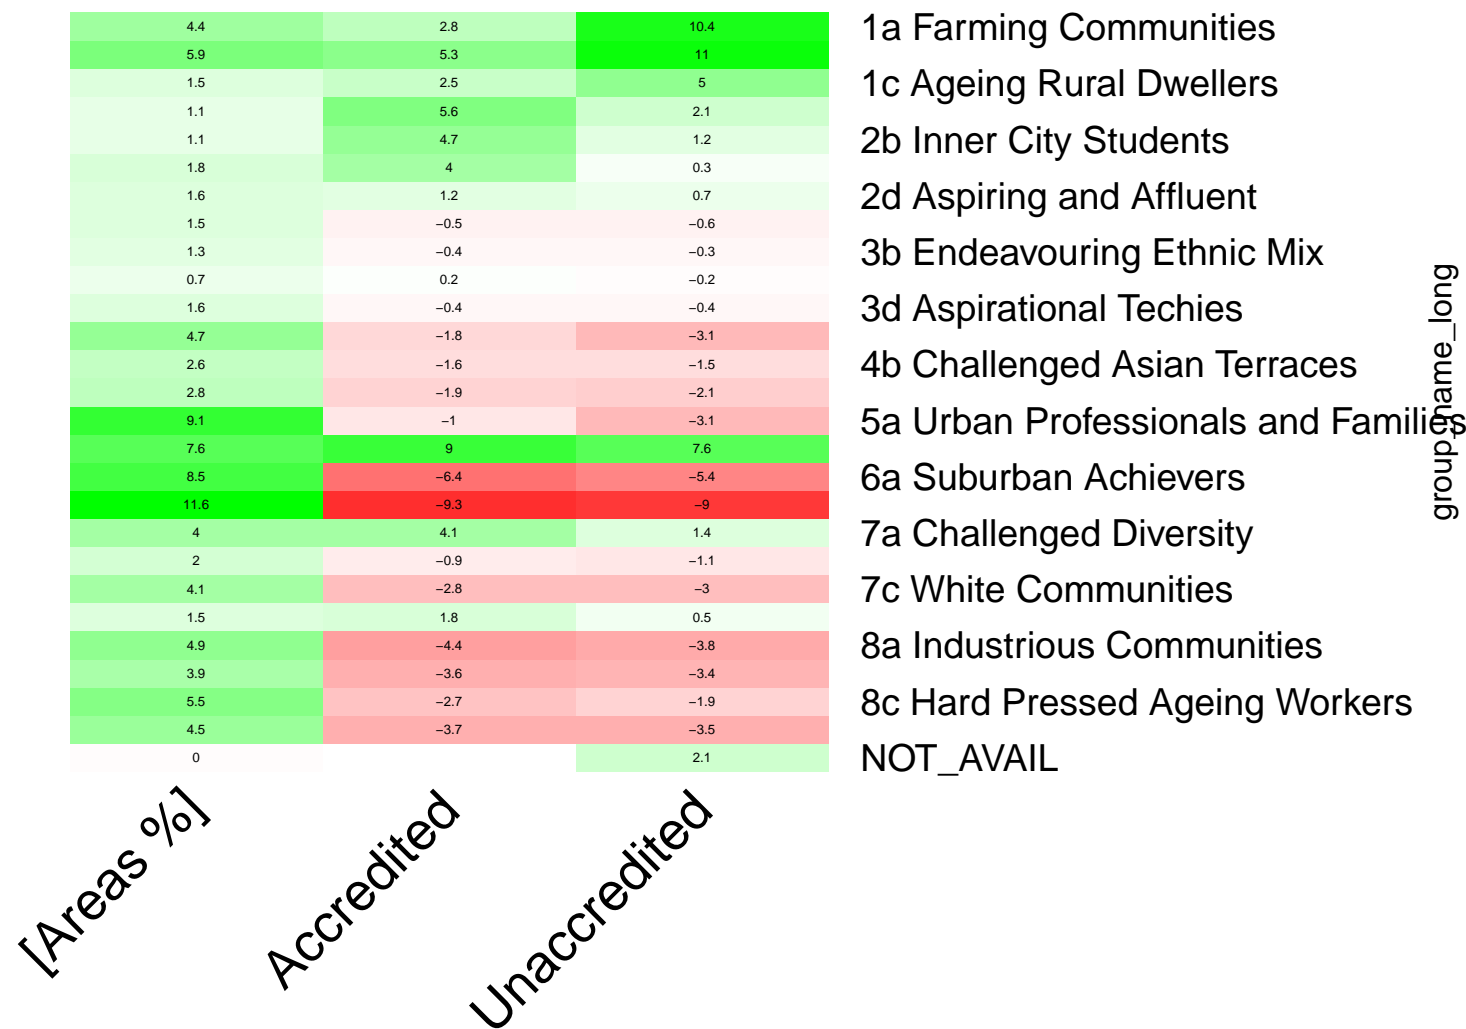 4.4 2.8 10.4 1a Farming Communities
5.9 5.3 11
1.5 2.5 5 1c Ageing Rural Dwellers
1.1 5.6 2.1
1.1 4.7 1.2 2b Inner City Students
1.8 4 0.3
1.6 1.2 0.7 2d Aspiring and Affluent
1.5 −0.5 −0.6
1.3 −0.4 −0.3 3b Endeavouring Ethnic Mix
0.7 0.2 −0.2
1.6 −0.4 −0.4 3d Aspirational Techies
4.7 −1.8 −3.1
2.6 −1.6 −1.5 4b Challenged Asian Terraces
2.8 −1.9 −2.1
9.1 −1 −3.1 5a Urban Professionals and Families
7.6 9 7.6
8.5 −6.4 −5.4 6a Suburban Achievers
11.6 −9.3 −9
4 4.1 1.4 7a Challenged Diversity
2 −0.9 −1.1
4.1 −2.8 −3 7c White Communities
1.5 1.8 0.5
4.9 −4.4 −3.8 8a Industrious Communities
3.9 −3.6 −3.4
5.5 −2.7 −1.9 8c Hard Pressed Ageing Workers
4.5 −3.7 −3.5
0 2.1 NOT_AVAIL
group_name_long
[Areas %]
Accredited
Unaccredited